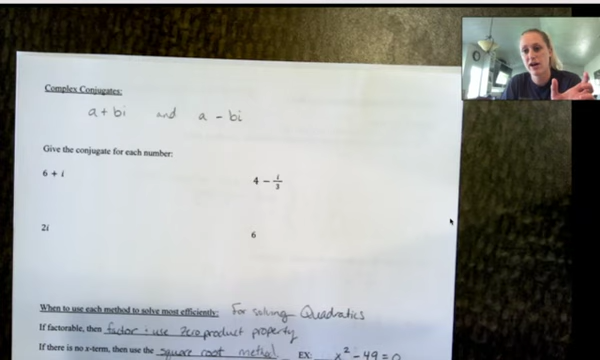 Complex Conjugates:
a + bi and a - bi
Give the conjugate for each number:
6 + i 4 - i/3
2i 6
When to use each method to solve most efficiently: For solving Quadratics
If factorable, then factor + use zero product property
If there is no x-term, then use the square root method EX: x² - 49 = 0